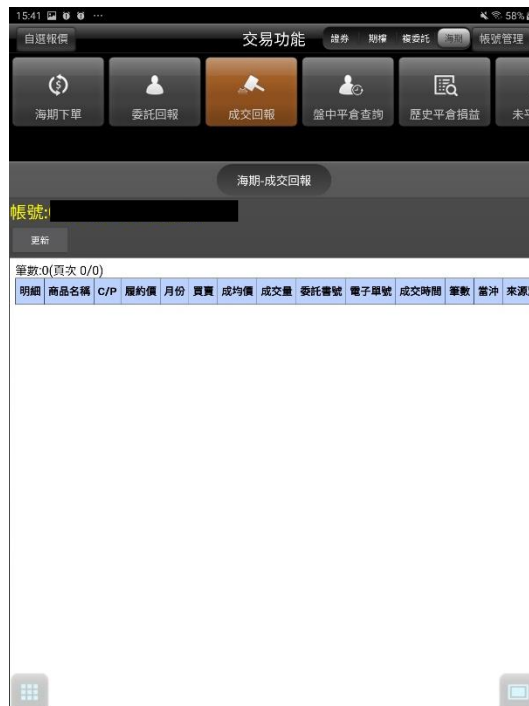 15:41 58%
自選報價 交易功能 證券 期權 複委託 海期 帳號管理
海期下單 委託回報 成交回報 盤中平倉查詢 歷史平倉損益 未平
海期-成交回報
帳號:
更新
筆數:0(頁次 0/0)
明細 商品名稱 C/P 履約價 月份 買賣 成均價 成交量 委託書號 電子單號 成交時間 筆數 當沖 來源